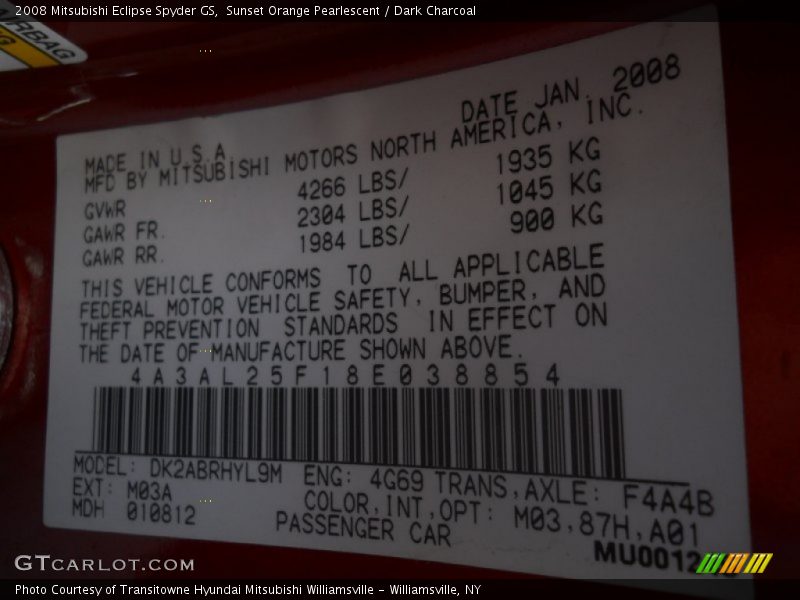 2008 Mitsubishi Eclipse Spyder GS,  Sunset Orange Pearlescent / Dark Charcoal
AIRBAG
DATE JAN. 2008
MADE IN U.S.A.
MFD BY MITSUBISHI MOTORS NORTH AMERICA, INC.
GVWR 4266 LBS/ 1935 KG
GAWR FR. 2304 LBS/ 1045 KG
GAWR RR. 1984 LBS/ 900 KG
THIS VEHICLE CONFORMS TO ALL APPLICABLE
FEDERAL MOTOR VEHICLE SAFETY, BUMPER, AND
THEFT PREVENTION STANDARDS IN EFFECT ON
THE DATE OF MANUFACTURE SHOWN ABOVE.
4A3AL25F18E038854
MODEL: DK2ABRHYL9M ENG: 4G69 TRANS,AXLE: F4A4B
EXT: M03A COLOR,INT,OPT: M03,87H,A01
MDH 010812 PASSENGER CAR
MU0012
GTCARLOT.COM
Photo Courtesy of Transitowne Hyundai Mitsubishi Williamsville – Williamsville, NY